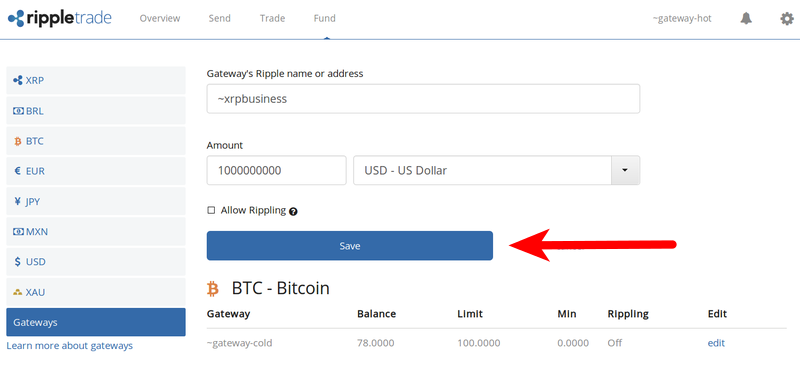 rippletrade Overview Send Trade Fund ~gateway-hot
XRP
BRL
BTC
EUR
JPY
MXN
USD
XAU
Gateways
Learn more about gateways
Gateway's Ripple name or address
~xrpbusiness
Amount
1000000000 USD - US Dollar
Allow Rippling ?
Save
BTC - Bitcoin
Gateway Balance Limit Min Rippling Edit
~gateway-cold 78.0000 100.0000 0.0000 Off edit